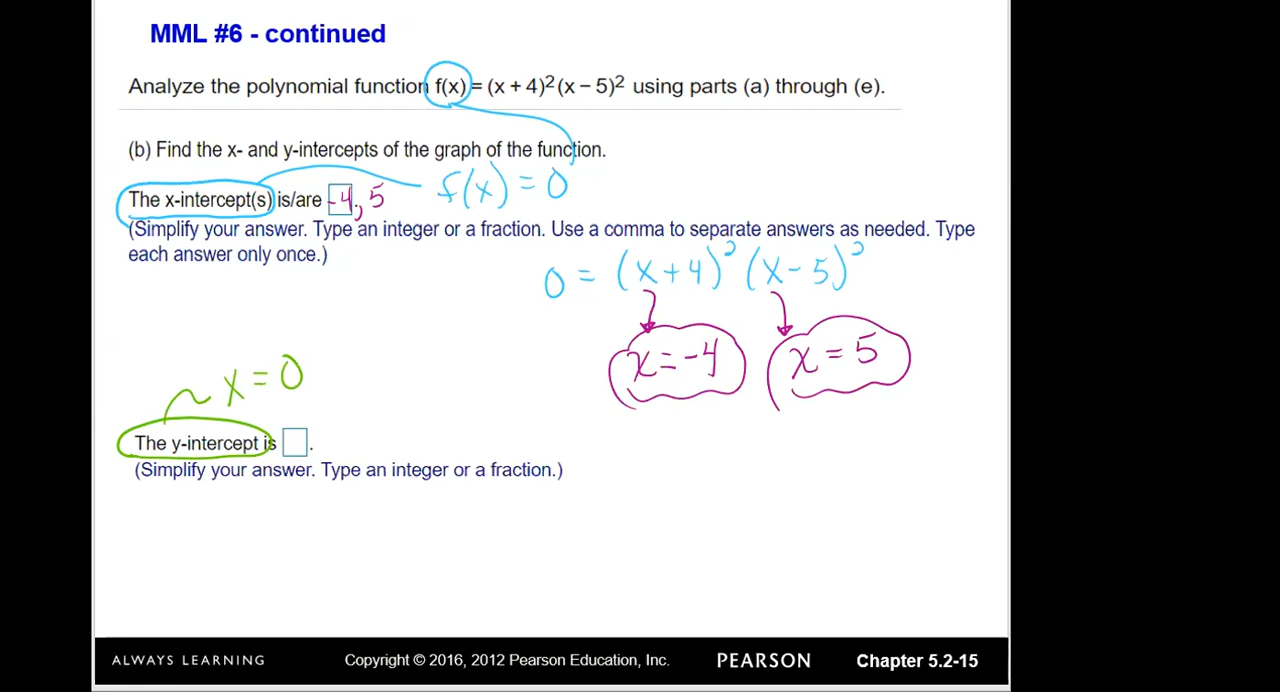 MML #6 - continued
Analyze the polynomial function f(x) = (x + 4)²(x − 5)² using parts (a) through (e).
(b) Find the x- and y-intercepts of the graph of the function.
The x-intercept(s) is/are -4, 5 .
f(x) = 0
(Simplify your answer. Type an integer or a fraction. Use a comma to separate answers as needed. Type
each answer only once.)
0 = (x + 4)² (x - 5)²
x = -4 x = 5
x = 0
The y-intercept is .
(Simplify your answer. Type an integer or a fraction.)
ALWAYS LEARNING Copyright © 2016, 2012 Pearson Education, Inc. PEARSON Chapter 5.2-15